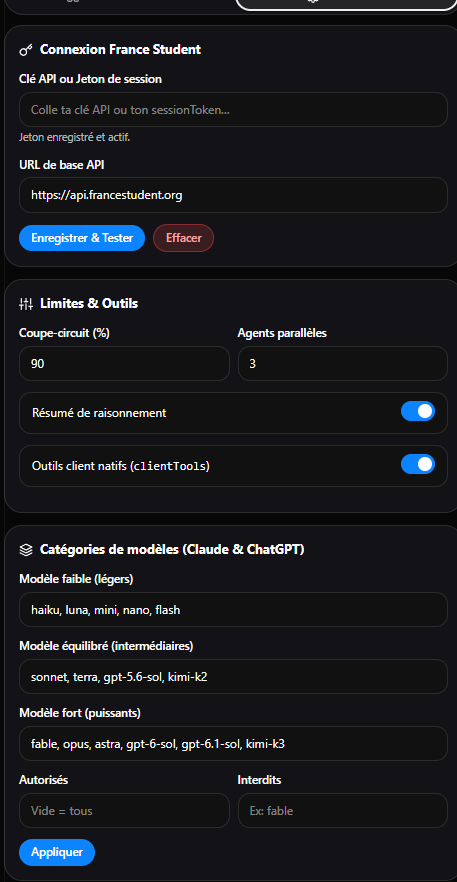 Connexion France Student
Clé API ou Jeton de session
Colle ta clé API ou ton sessionToken...
Jeton enregistré et actif.
URL de base API
https://api.francestudent.org
Enregistrer & Tester
Effacer
Limites & Outils
Coupe-circuit (%)
Agents parallèles
90
3
Résumé de raisonnement
Outils client natifs (clientTools)
Catégories de modèles (Claude & ChatGPT)
Modèle faible (légers)
haiku, luna, mini, nano, flash
Modèle équilibré (intermédiaires)
sonnet, terra, gpt-5.6-sol, kimi-k2
Modèle fort (puissants)
fable, opus, astra, gpt-6-sol, gpt-6.1-sol, kimi-k3
Autorisés
Interdits
Vide = tous
Ex: fable
Appliquer